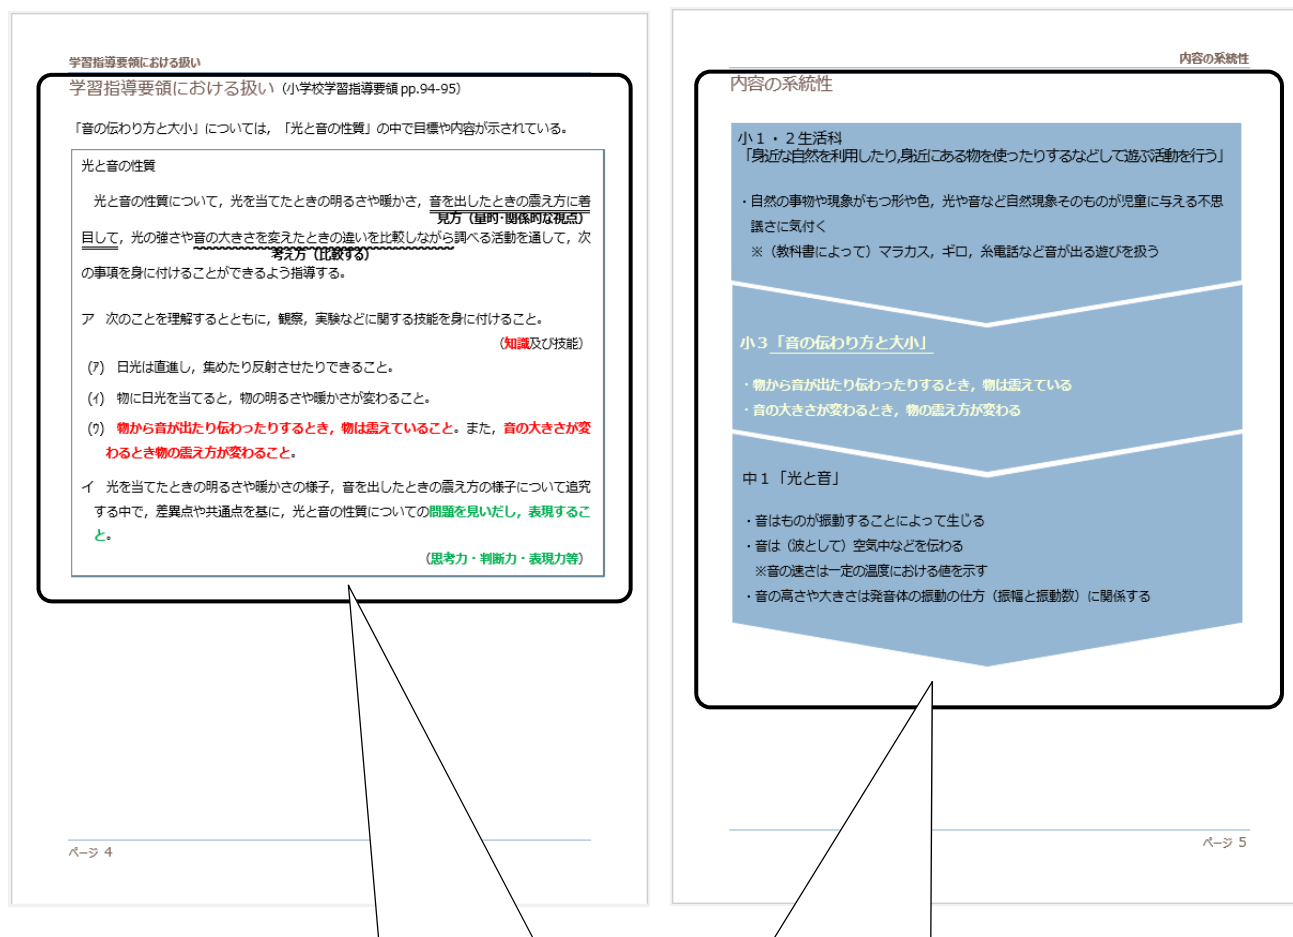 学習指導要領における扱い
学習指導要領における扱い（小学校学習指導要領 pp.94-95）
「音の伝わり方と大小」については，「光と音の性質」の中で目標や内容が示されている。
光と音の性質
光と音の性質について，光を当てたときの明るさや暖かさ，音を出したときの震え方に着
見方（量的・関係的な視点）
目して，光の強さや音の大きさを変えたときの違いを比較しながら調べる活動を通して，次
考え方（比較する）
の事項を身に付けることができるよう指導する。
ア　次のことを理解するとともに，観察，実験などに関する技能を身に付けること。
（知識及び技能）
(ｱ)　日光は直進し，集めたり反射させたりできること。
(ｲ)　物に日光を当てると，物の明るさや暖かさが変わること。
(ｳ)　物から音が出たり伝わったりするとき，物は震えていること。また，音の大きさが変
わるとき物の震え方が変わること。
イ　光を当てたときの明るさや暖かさの様子，音を出したときの震え方の様子について追究
する中で，差異点や共通点を基に，光と音の性質についての問題を見いだし，表現するこ
と。
（思考力・判断力・表現力等）
ページ 4
内容の系統性
内容の系統性
小１・２生活科
「身近な自然を利用したり,身近にある物を使ったりするなどして遊ぶ活動を行う」
・自然の事物や現象がもつ形や色，光や音など自然現象そのものが児童に与える不思
議さに気付く
※（教科書によって）マラカス，ギロ，糸電話など音が出る遊びを扱う
小３「音の伝わり方と大小」
・物から音が出たり伝わったりするとき，物は震えている
・音の大きさが変わるとき，物の震え方が変わる
中１「光と音」
・音はものが振動することによって生じる
・音は（波として）空気中などを伝わる
※音の速さは一定の温度における値を示す
・音の高さや大きさは発音体の振動の仕方（振幅と振動数）に関係する
ページ 5